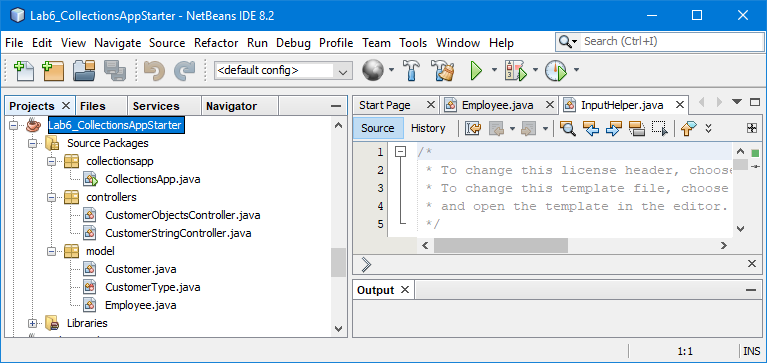 Lab6_CollectionsAppStarter - NetBeans IDE 8.2
File Edit View Navigate Source Refactor Run Debug Profile Team Tools Window Help
Search (Ctrl+I)
<default config>
Projects Files Services Navigator
Lab6_CollectionsAppStarter
Source Packages
collectionsapp
CollectionsApp.java
controllers
CustomerObjectsController.java
CustomerStringController.java
model
Customer.java
CustomerType.java
Employee.java
Libraries
Start Page Employee.java InputHelper.java
Source History
1 /*
2 * To change this license header, choose
3 * To change this template file, choose
4 * and open the template in the editor.
5 */
Output
1:1 INS